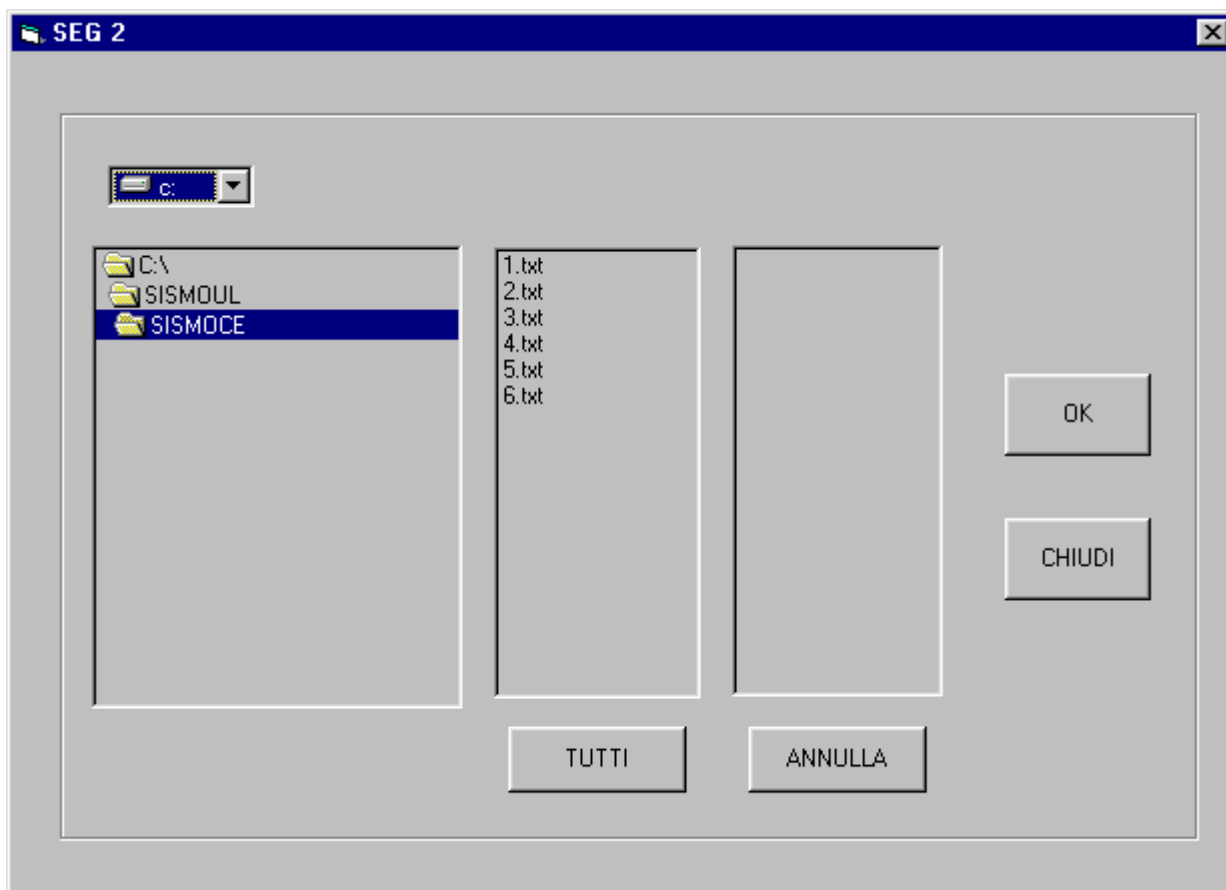 SEG 2
c:
C:\
SISMOUL
SISMOCE
1.txt
2.txt
3.txt
4.txt
5.txt
6.txt
OK
CHIUDI
TUTTI
ANNULLA